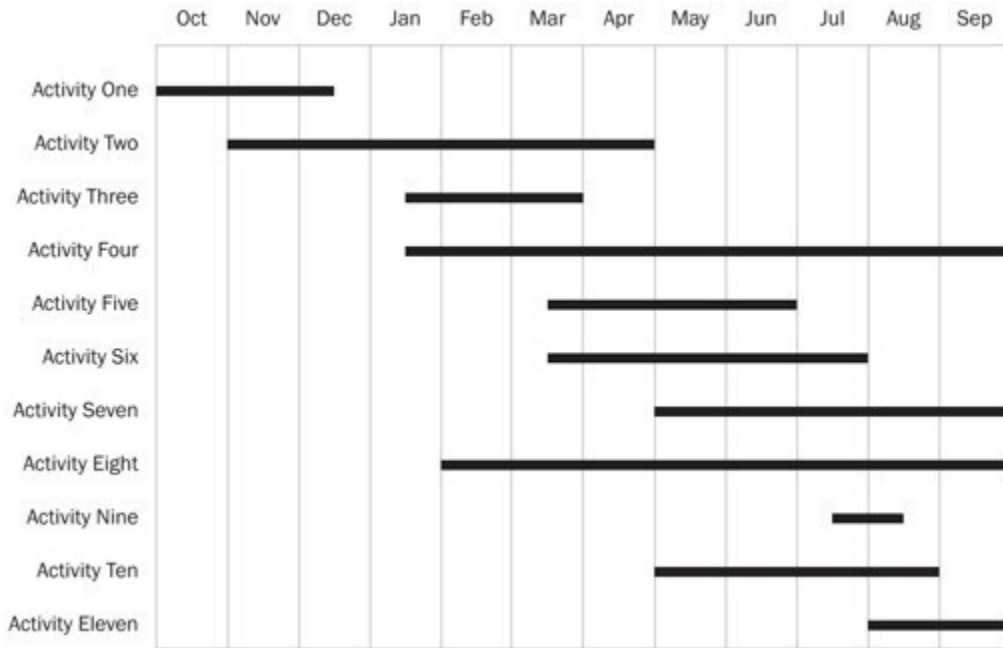 Oct Nov Dec Jan Feb Mar Apr May Jun Jul Aug Sep
Activity One
Activity Two
Activity Three
Activity Four
Activity Five
Activity Six
Activity Seven
Activity Eight
Activity Nine
Activity Ten
Activity Eleven